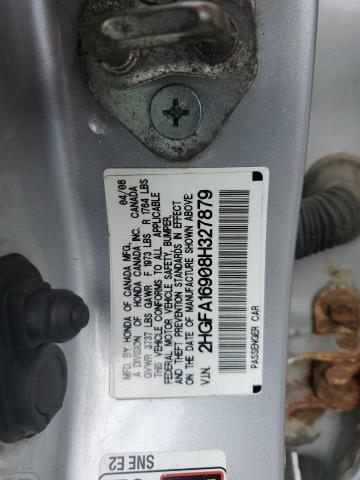 MFD. BY HONDA OF CANADA MFG. 04/08
A DIVISION OF HONDA CANADA INC. CANADA
GVWR 3737 LBS GAWR F 1973 LBS R 1764 LBS
THIS VEHICLE CONFORMS TO ALL APPLICABLE
FEDERAL MOTOR VEHICLE SAFETY, BUMPER,
AND THEFT PREVENTION STANDARDS IN EFFECT
ON THE DATE OF MANUFACTURE SHOWN ABOVE.
V.I.N. 2HGFA16908H327879
PASSENGER CAR
SNE E2